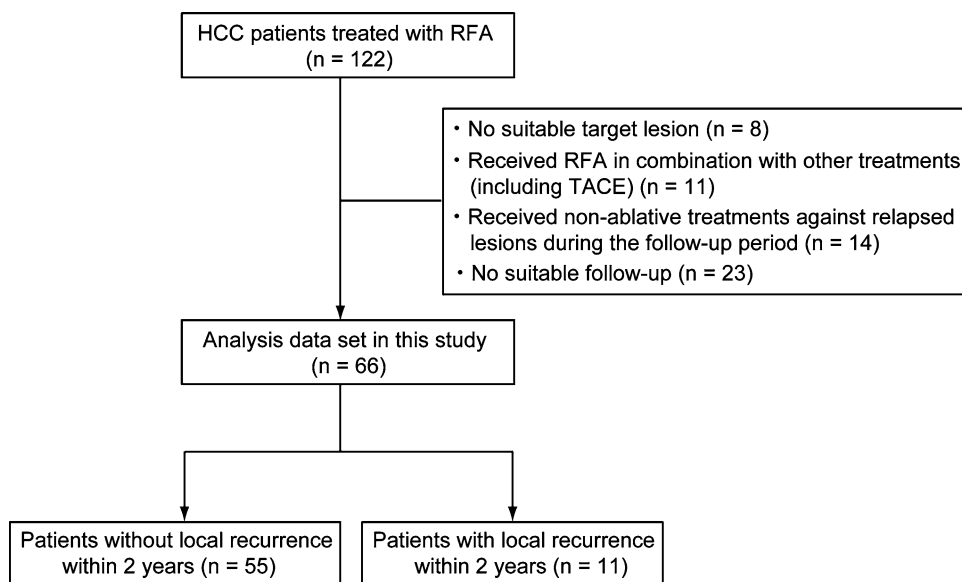 HCC patients treated with RFA
(n = 122)
・No suitable target lesion (n = 8)
・Received RFA in combination with other treatments
(including TACE) (n = 11)
・Received non-ablative treatments against relapsed
lesions during the follow-up period (n = 14)
・No suitable follow-up (n = 23)
Analysis data set in this study
(n = 66)
Patients without local recurrence
within 2 years (n = 55)
Patients with local recurrence
within 2 years (n = 11)